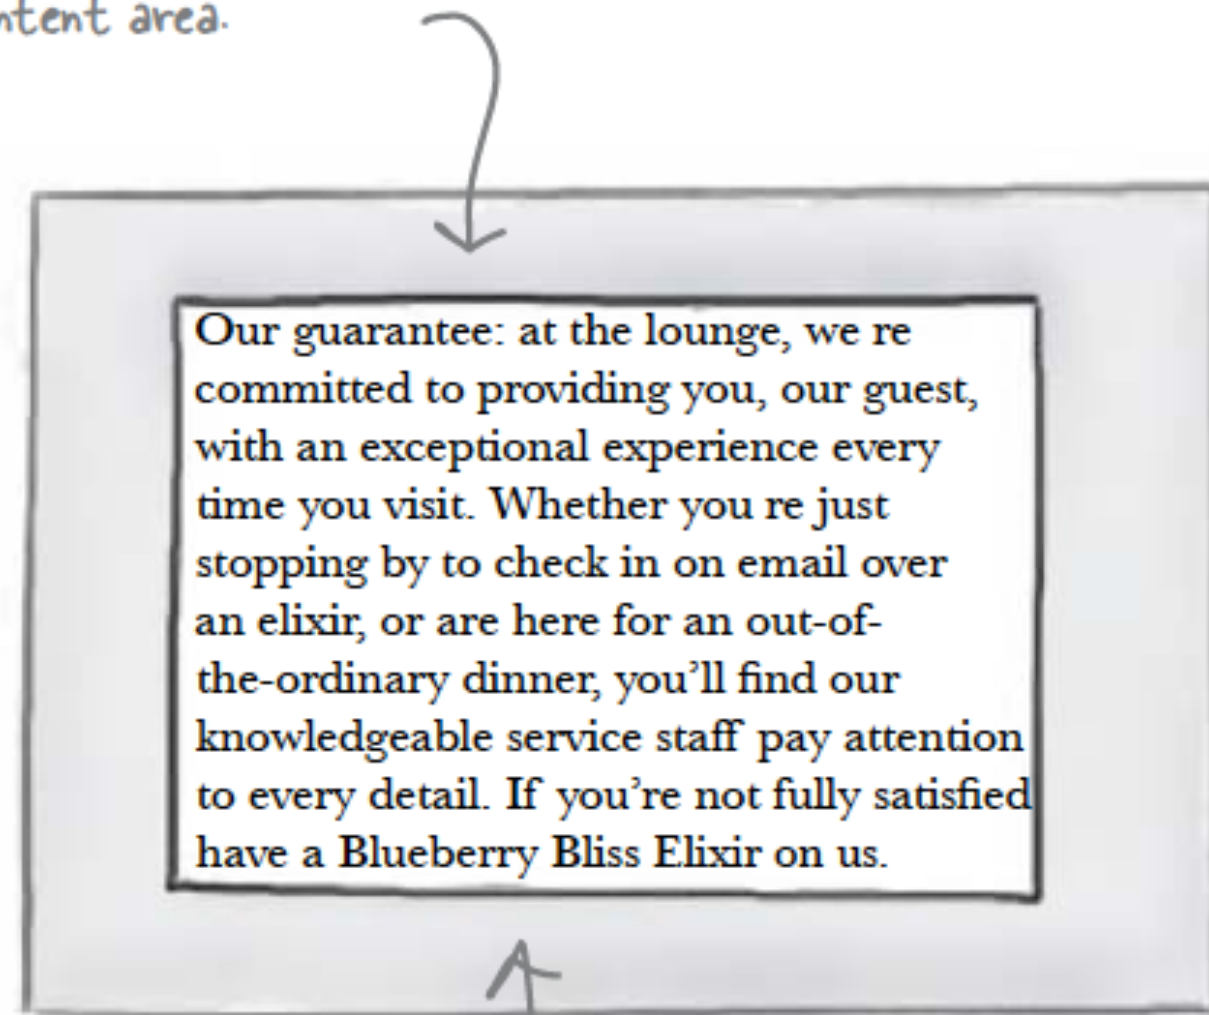 area.
Our guarantee: at the lounge, we re
committed to providing you, our guest,
with an exceptional experience every
time you visit. Whether you re just
stopping by to check in on email over
an elixir, or are here for an out-of-
the-ordinary dinner, you’ll find our
knowledgeable service staff pay attention
to every detail. If you’re not fully satisfied
have a Blueberry Bliss Elixir on us.